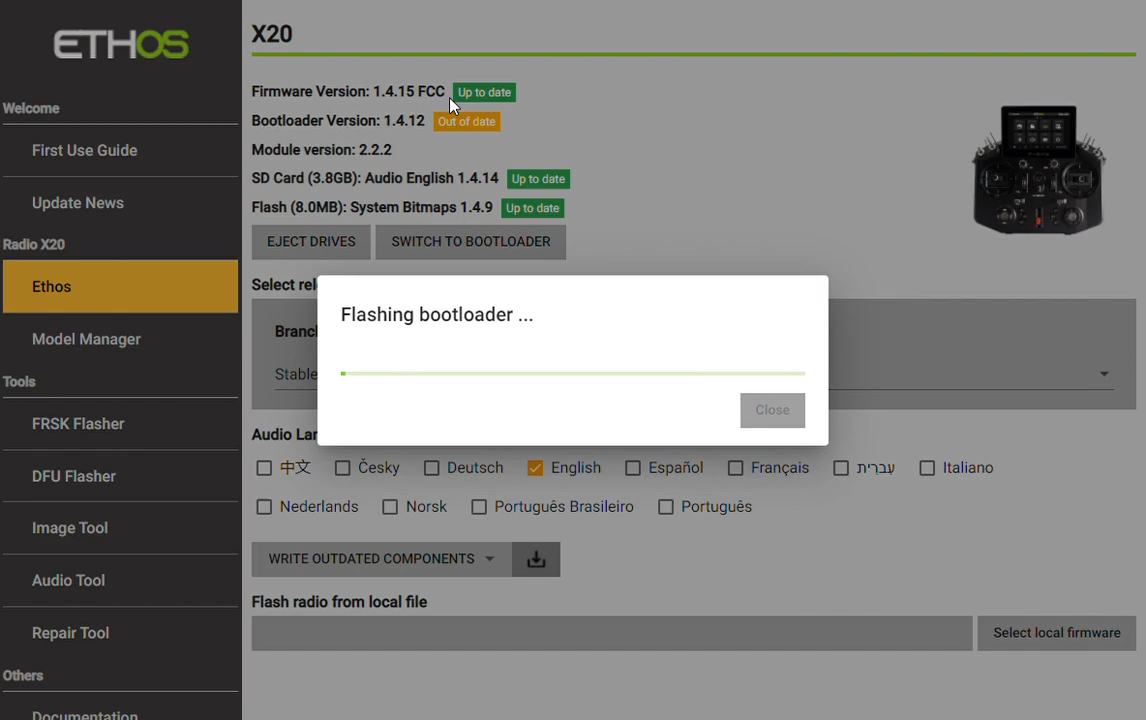 ETHOS
Welcome
First Use Guide
Update News
Radio X20
Ethos
Model Manager
Tools
FRSK Flasher
DFU Flasher
Image Tool
Audio Tool
Repair Tool
Others
Documentation
X20
Firmware Version: 1.4.15 FCC Up to date
Bootloader Version: 1.4.12 Out of date
Module version: 2.2.2
SD Card (3.8GB): Audio English 1.4.14 Up to date
Flash (8.0MB): System Bitmaps 1.4.9 Up to date
EJECT DRIVES SWITCH TO BOOTLOADER
Select rel
Branch
Stable
Flashing bootloader ...
Close
Audio Lan
中文 Česky Deutsch English Español Français עברית Italiano
Nederlands Norsk Português Brasileiro Português
WRITE OUTDATED COMPONENTS
Flash radio from local file
Select local firmware